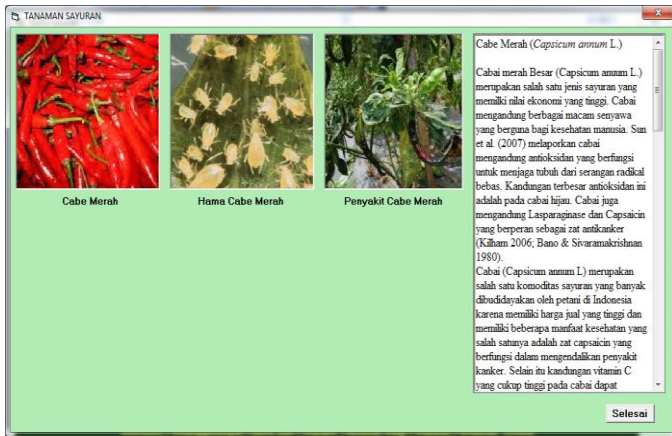 TANAMAN SAYURAN
Cabe Merah
Hama Cabe Merah
Penyakit Cabe Merah
Cabe Merah (Capsicum annum L.)
Cabai merah Besar (Capsicum annum L.)
merupakan salah satu jenis sayuran yang
memilki nilai ekonomi yang tinggi. Cabai
mengandung berbagai macam senyawa
yang berguna bagi kesehatan manusia. Sun
et al. (2007) melaporkan cabai
mengandung antioksidan yang berfungsi
untuk menjaga tubuh dari serangan radikal
bebas. Kandungan terbesar antioksidan ini
adalah pada cabai hijau. Cabai juga
mengandung Lasparaginase dan Capsaicin
yang berperan sebagai zat antikanker
(Kilham 2006; Bano & Sivaramakrishnan
1980).
Cabai (Capsicum annum L) merupakan
salah satu komoditas sayuran yang banyak
dibudidayakan oleh petani di Indonesia
karena memiliki harga jual yang tinggi dan
memiliki beberapa manfaat kesehatan yang
salah satunya adalah zat capsaicin yang
berfungsi dalam mengendalikan penyakit
kanker. Selain itu kandungan vitamin C
yang cukup tinggi pada cabai dapat
Selesai